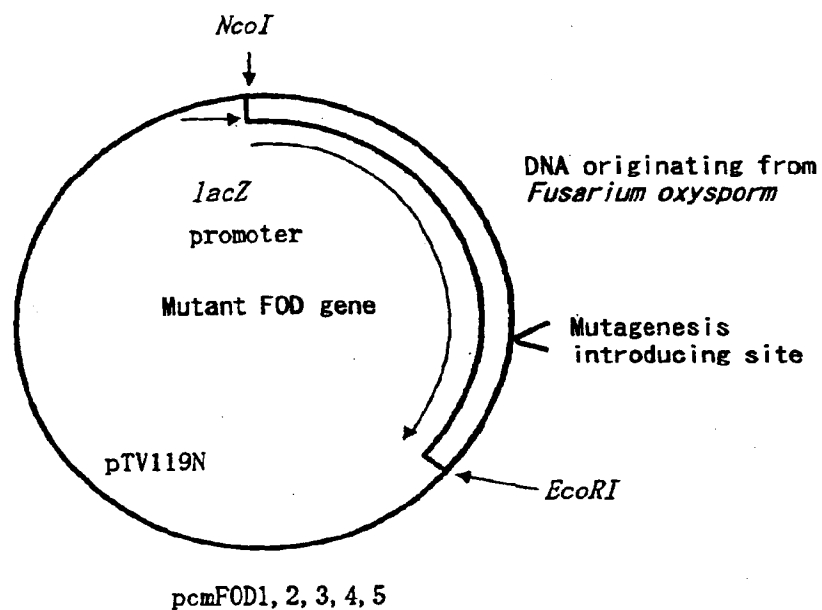 NcoI
DNA originating from
Fusarium oxysporm
lacZ
promoter
Mutant FOD gene
Mutagenesis
introducing site
pTV119N
EcoRI
pcmFOD1, 2, 3, 4, 5